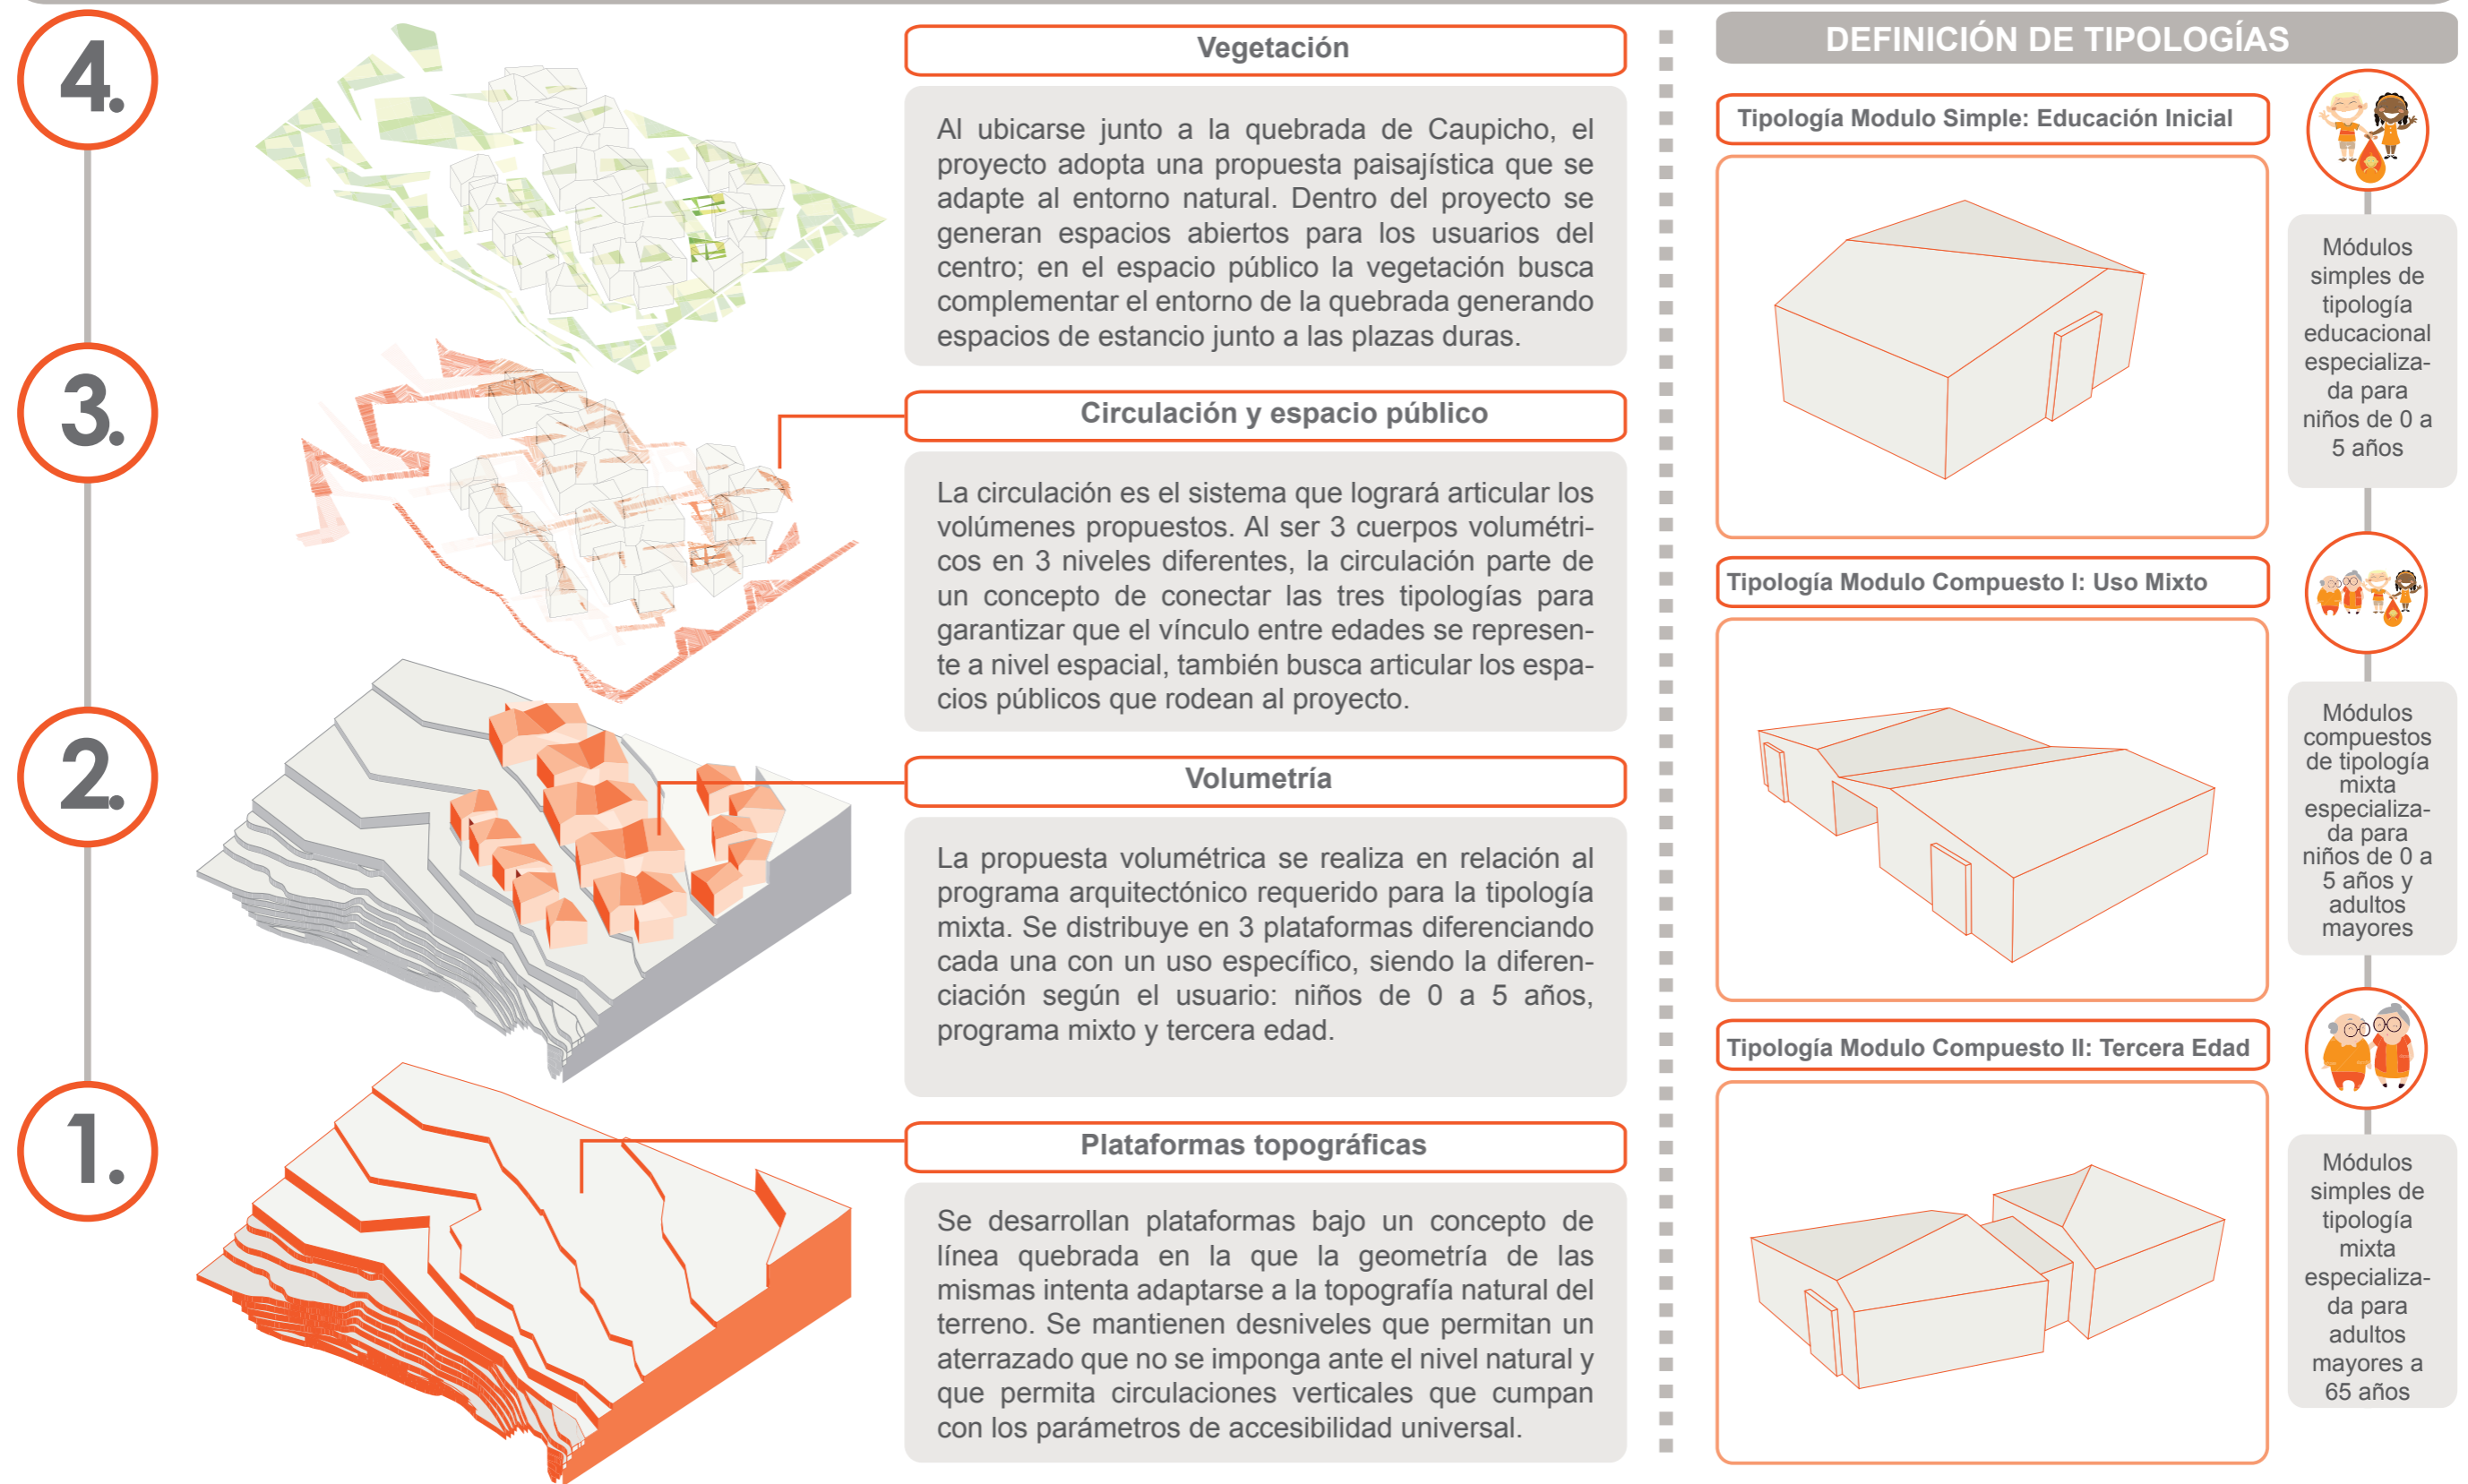 4.
Vegetación
Al ubicarse junto a la quebrada de Caupicho, el
proyecto adopta una propuesta paisajística que se
adapte al entorno natural. Dentro del proyecto se
generan espacios abiertos para los usuarios del
centro; en el espacio público la vegetación busca
complementar el entorno de la quebrada generando
espacios de estancio junto a las plazas duras.
3.
Circulación y espacio público
La circulación es el sistema que logrará articular los
volúmenes propuestos. Al ser 3 cuerpos volumétri-
cos en 3 niveles diferentes, la circulación parte de
un concepto de conectar las tres tipologías para
garantizar que el vínculo entre edades se represen-
te a nivel espacial, también busca articular los espa-
cios públicos que rodean al proyecto.
2.
Volumetría
La propuesta volumétrica se realiza en relación al
programa arquitectónico requerido para la tipología
mixta. Se distribuye en 3 plataformas diferenciando
cada una con un uso específico, siendo la diferen-
ciación según el usuario: niños de 0 a 5 años,
programa mixto y tercera edad.
1.
Plataformas topográficas
Se desarrollan plataformas bajo un concepto de
línea quebrada en la que la geometría de las
mismas intenta adaptarse a la topografía natural del
terreno. Se mantienen desniveles que permitan un
aterrazado que no se imponga ante el nivel natural y
que permita circulaciones verticales que cumpan
con los parámetros de accesibilidad universal.
DEFINICIÓN DE TIPOLOGÍAS
Tipología Modulo Simple: Educación Inicial
Módulos
simples de
tipología
educacional
especializa-
da para
niños de 0 a
5 años
Tipología Modulo Compuesto I: Uso Mixto
Módulos
compuestos
de tipología
mixta
especializa-
da para
niños de 0 a
5 años y
adultos
mayores
Tipología Modulo Compuesto II: Tercera Edad
Módulos
simples de
tipología
mixta
especializa-
da para
adultos
mayores a
65 años